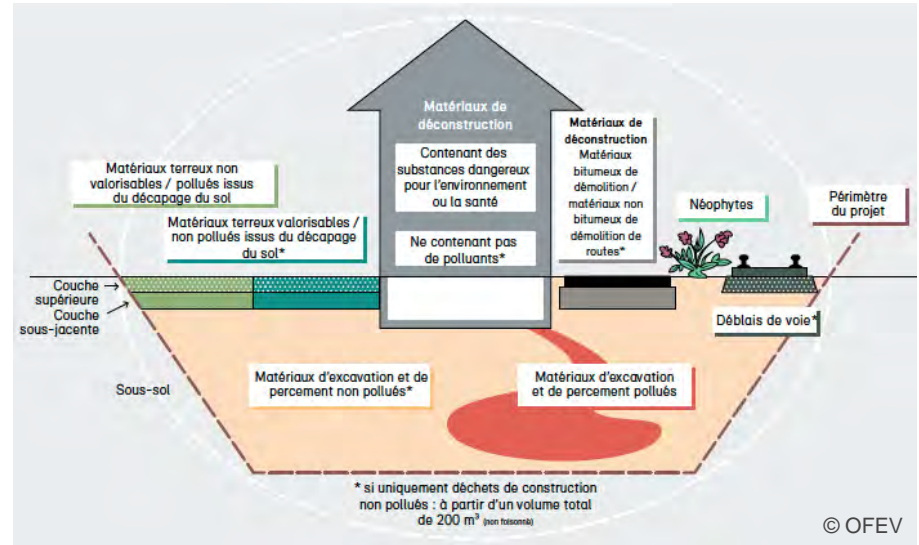 Matériaux de
déconstruction
Contenant des
substances dangereux
pour l'environnement
ou la santé
Ne contenant pas
de polluants*
Matériaux de
déconstruction
Matériaux
bitumeux de
démolition /
matériaux non
bitumeux de
démolition de
routes*
Matériaux terreux non
valorisables / pollués issus
du décapage du sol
Matériaux terreux valorisables /
non pollués issus du décapage
du sol*
Néophytes
Périmètre
du projet
Couche
supérieure
Couche
sous-jacente
Déblais de voie*
Sous-sol
Matériaux d'excavation et de
percement non pollués*
Matériaux d'excavation
et de percement pollués
* si uniquement déchets de construction
non pollués : à partir d'un volume total
de 200 m³ (non foisonné)
© OFEV